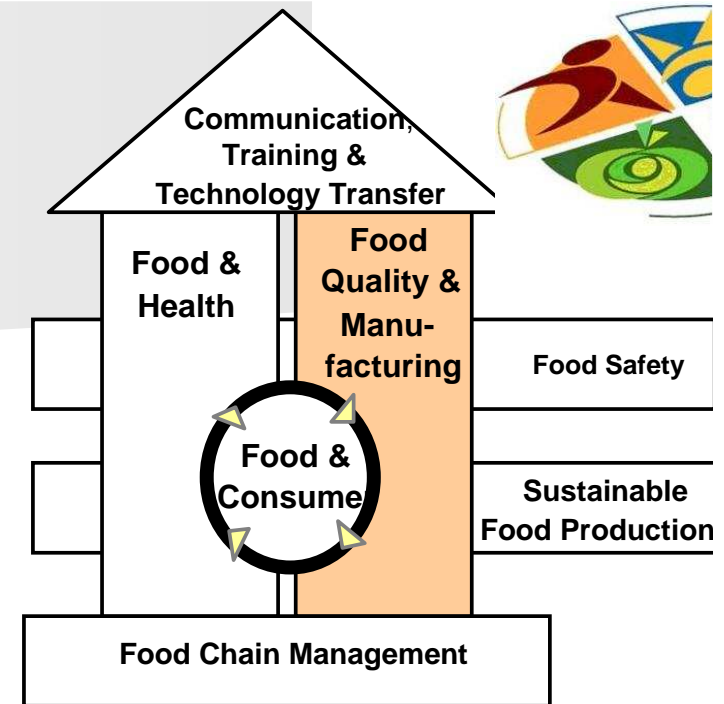 Communication,
Training &
Technology Transfer
Food &
Health
Food
Quality &
Manu-
facturing
Food Safety
Food &
Consume
Sustainable
Food Production
Food Chain Management